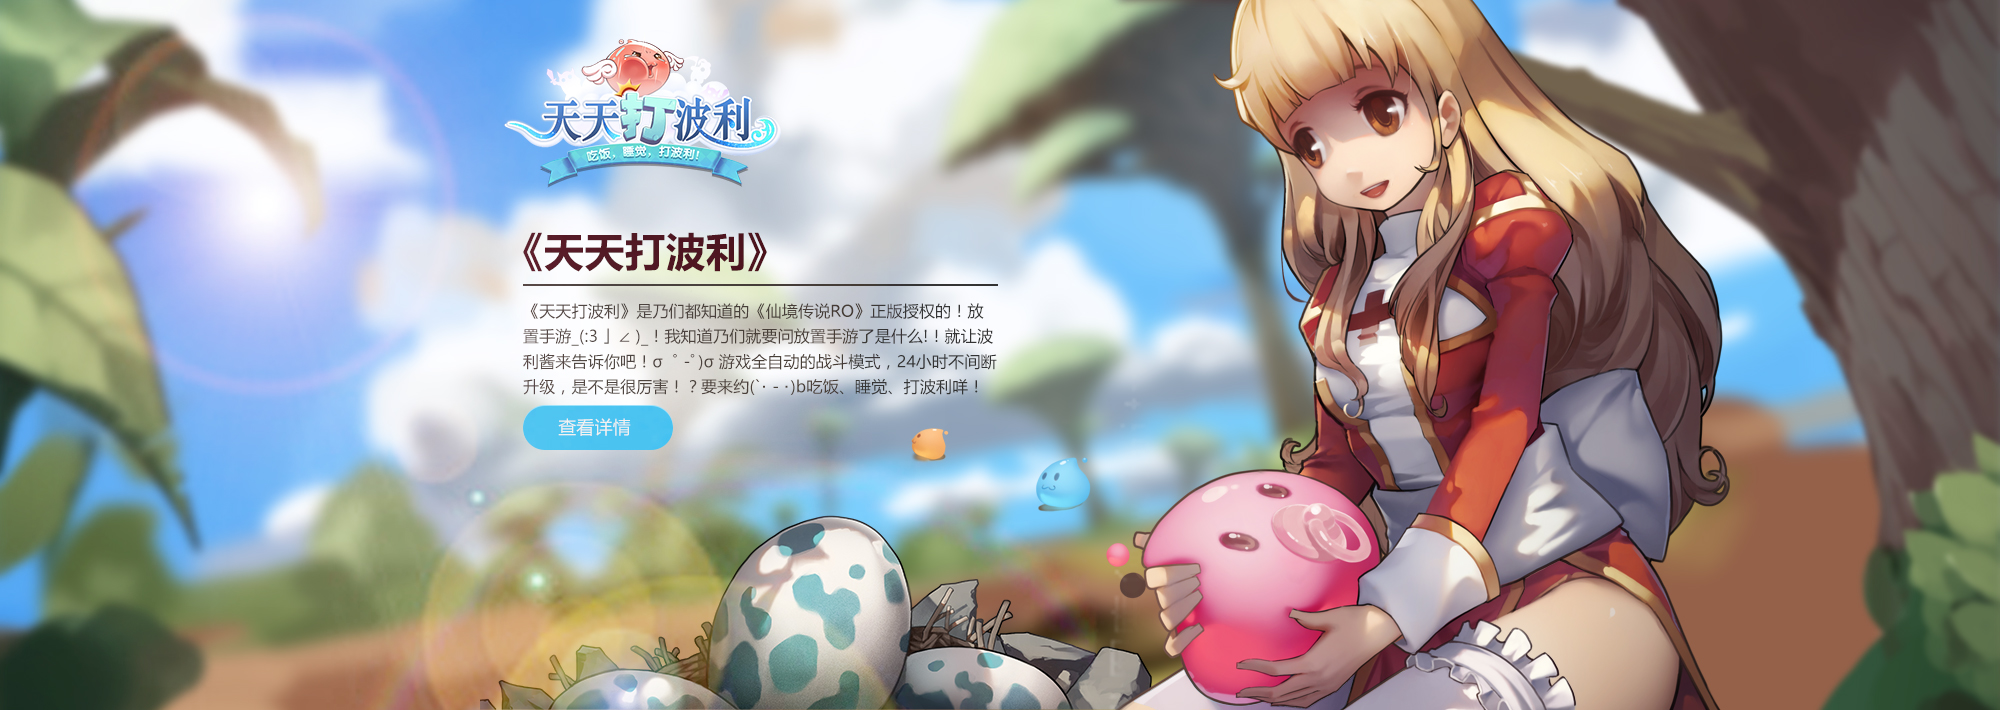 天天打波利
吃饭，睡觉，打波利！
《天天打波利》
《天天打波利》是乃们都知道的《仙境传说RO》正版授权的！放
置手游_(:3」∠)_！我知道乃们就要问放置手游了是什么!！就让波
利酱来告诉你吧！σ ﾟ-ﾟ)σ 游戏全自动的战斗模式，24小时不间断
升级，是不是很厉害！？要来约(`･-･)b吃饭、睡觉、打波利咩！
查看详情